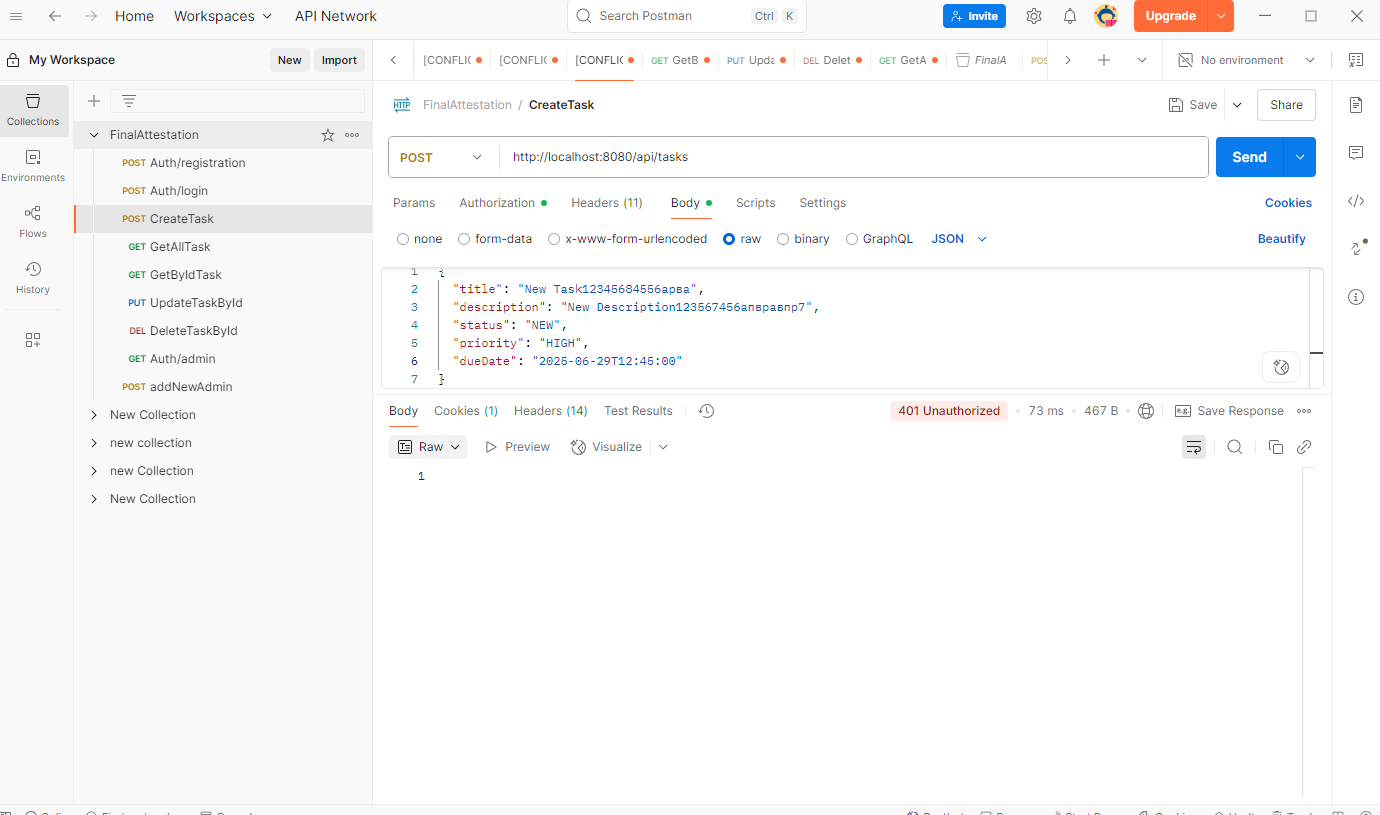 Home Workspaces API Network Search Postman Ctrl K Invite Upgrade
My Workspace New Import [CONFLIC [CONFLIC [CONFLIC GET GetB PUT Upda DEL Delet GET GetA FinalA POS No environment
Collections
Environments
Flows
History
FinalAttestation
POST Auth/registration
POST Auth/login
POST CreateTask
GET GetAllTask
GET GetByIdTask
PUT UpdateTaskById
DEL DeleteTaskById
GET Auth/admin
POST addNewAdmin
New Collection
new collection
new Collection
New Collection
HTTP FinalAttestation / CreateTask Save Share
POST http://localhost:8080/api/tasks Send
Params Authorization Headers (11) Body Scripts Settings Cookies
none form-data x-www-form-urlencoded raw binary GraphQL JSON Beautify
1 {
2 "title": "New Task12345684556арва",
3 "description": "New Description123567456апвравпр7",
4 "status": "NEW",
5 "priority": "HIGH",
6 "dueDate": "2025-06-29T12:45:00"
7 }
Body Cookies (1) Headers (14) Test Results 401 Unauthorized 73 ms 467 B e.g. Save Response
Raw Preview Visualize
1